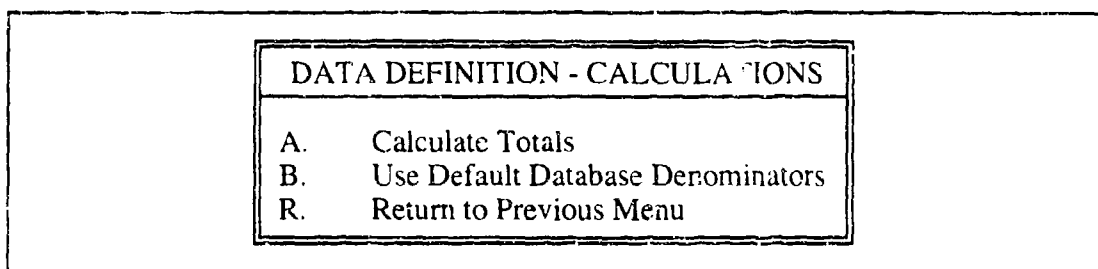 DATA DEFINITION - CALCULATIONS
A. Calculate Totals
B. Use Default Database Denominators
R. Return to Previous Menu